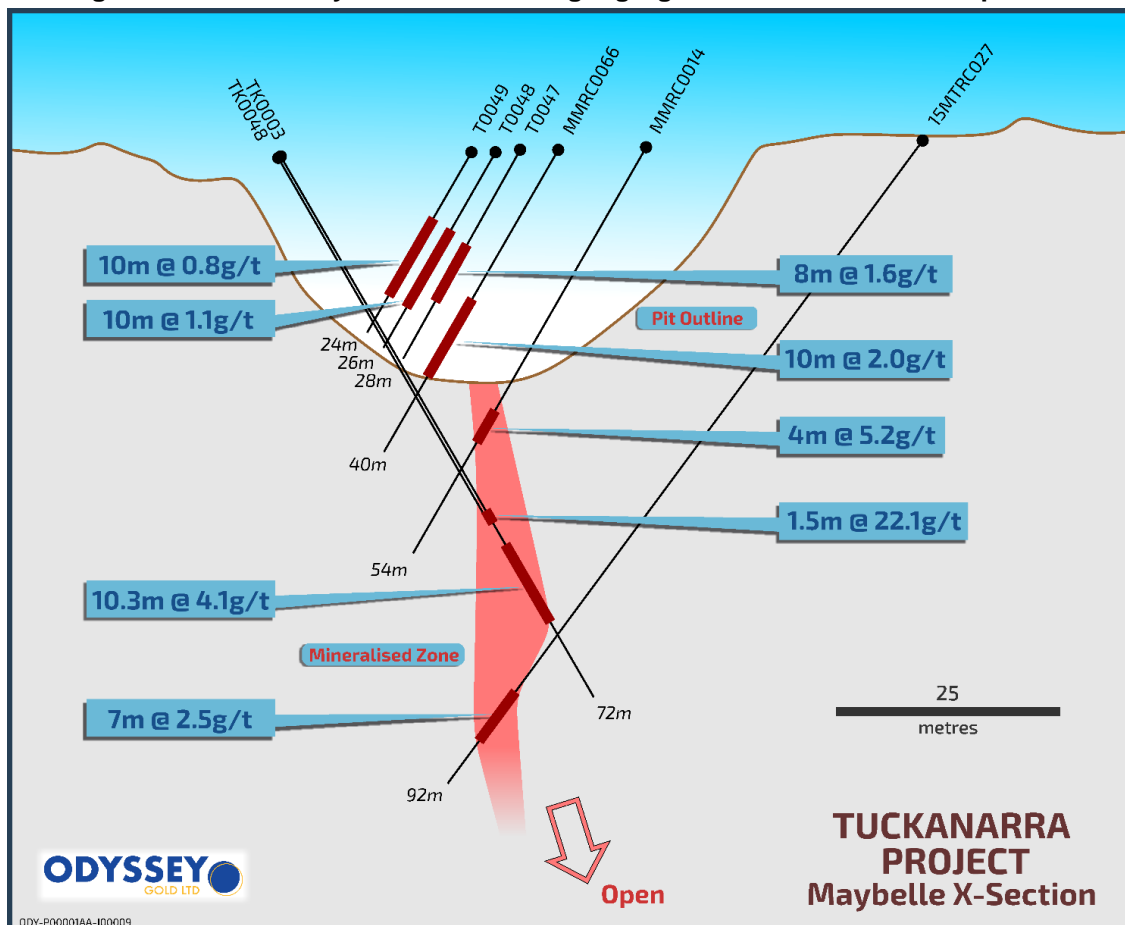 TK0003
TK0048
T0049
T0048
T0047
MMRC0066
MMRC0014
15MTRC027
10m @ 0.8g/t
8m @ 1.6g/t
10m @ 1.1g/t
Pit Outline
24m
26m
28m
10m @ 2.0g/t
4m @ 5.2g/t
40m
1.5m @ 22.1g/t
54m
10.3m @ 4.1g/t
Mineralised Zone
7m @ 2.5g/t
72m
25
metres
92m
TUCKANARRA
PROJECT
Maybelle X-Section
ODYSSEY
GOLD LTD
Open
ODY-P00001AA-I00009